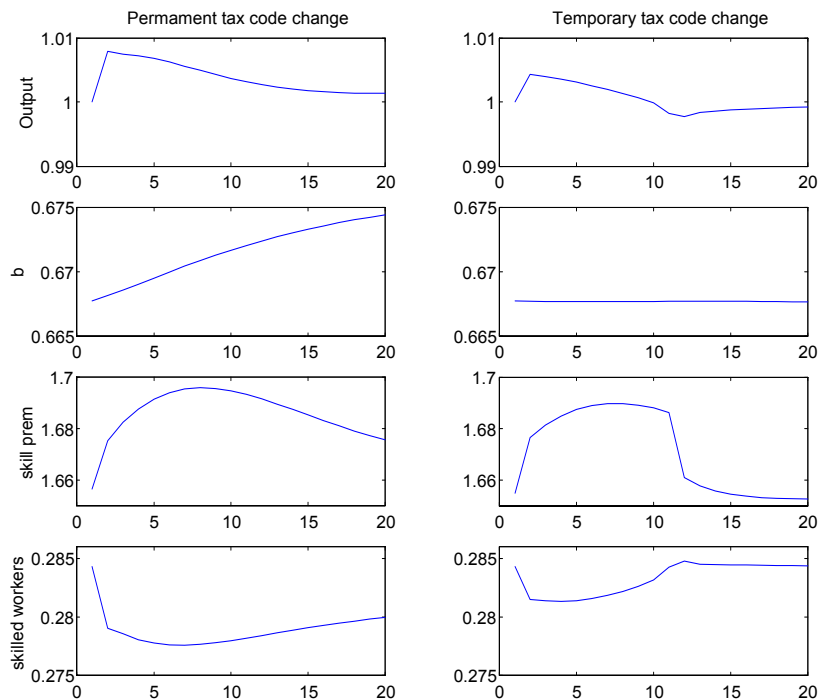 Permament tax code change
Temporary tax code change
1.01
1
0.99
Output
0 5 10 15 20
1.01
1
0.99
0 5 10 15 20
0.675
0.67
0.665
b
0 5 10 15 20
0.675
0.67
0.665
0 5 10 15 20
1.7
1.68
1.66
skill prem
0 5 10 15 20
1.7
1.68
1.66
0 5 10 15 20
0.285
0.28
0.275
skilled workers
0 5 10 15 20
0.285
0.28
0.275
0 5 10 15 20